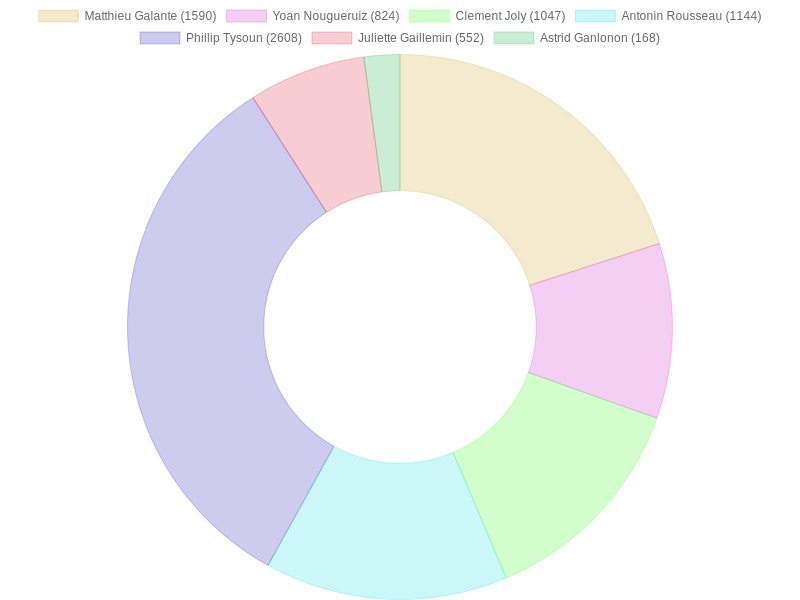 Matthieu Galante (1590) Yoan Nougueruiz (824) Clement Joly (1047) Antonin Rousseau (1144)
Phillip Tysoun (2608) Juliette Gaillemin (552) Astrid Ganlonon (168)